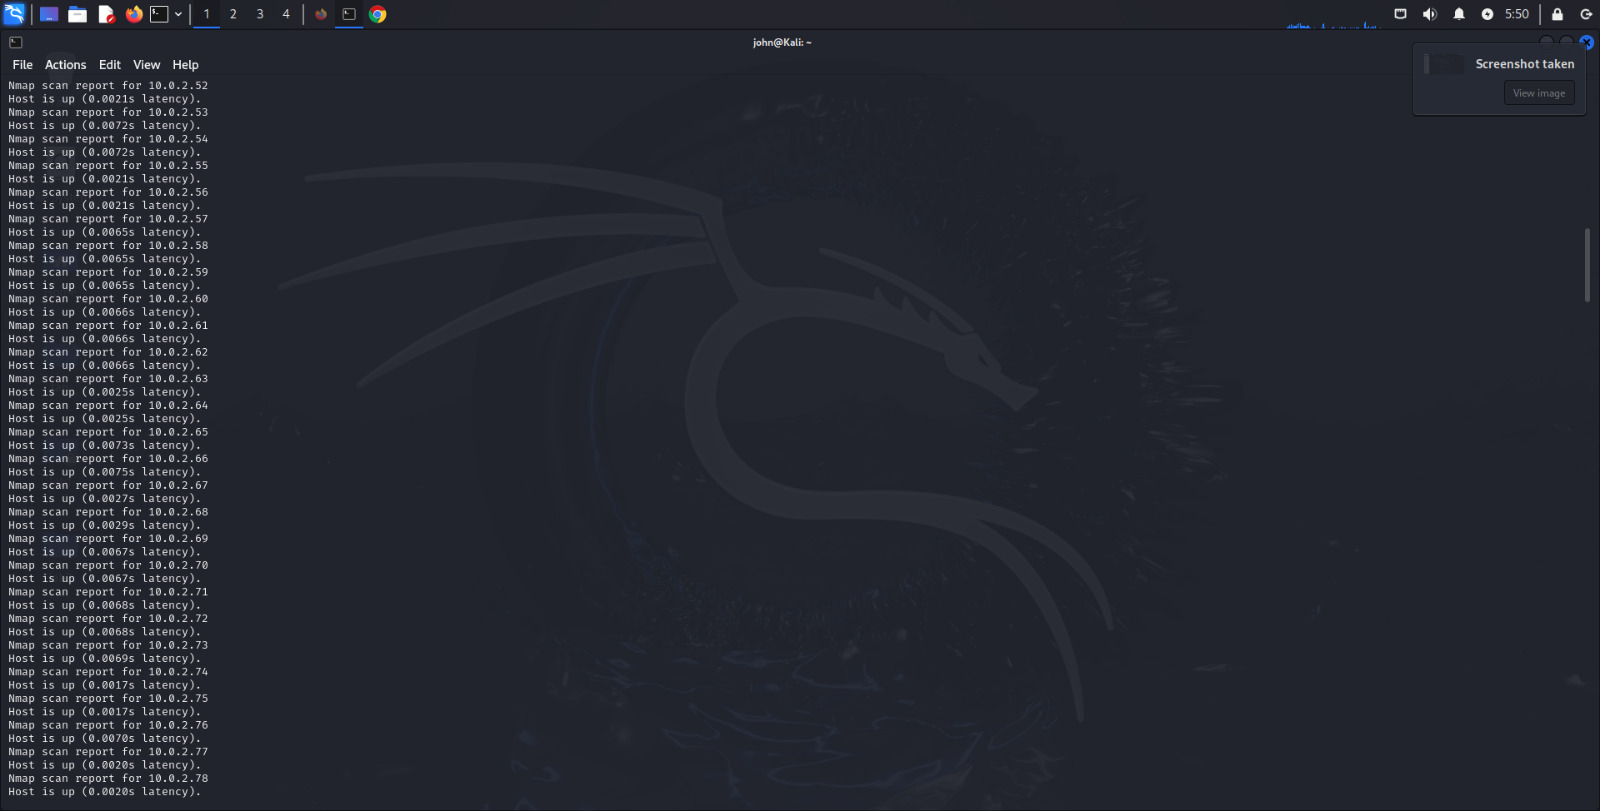 1 2 3 4
5:50
john@Kali: ~
File Actions Edit View Help
Screenshot taken
View image
Nmap scan report for 10.0.2.52
Host is up (0.0021s latency).
Nmap scan report for 10.0.2.53
Host is up (0.0072s latency).
Nmap scan report for 10.0.2.54
Host is up (0.0072s latency).
Nmap scan report for 10.0.2.55
Host is up (0.0021s latency).
Nmap scan report for 10.0.2.56
Host is up (0.0021s latency).
Nmap scan report for 10.0.2.57
Host is up (0.0065s latency).
Nmap scan report for 10.0.2.58
Host is up (0.0065s latency).
Nmap scan report for 10.0.2.59
Host is up (0.0065s latency).
Nmap scan report for 10.0.2.60
Host is up (0.0066s latency).
Nmap scan report for 10.0.2.61
Host is up (0.0066s latency).
Nmap scan report for 10.0.2.62
Host is up (0.0066s latency).
Nmap scan report for 10.0.2.63
Host is up (0.0025s latency).
Nmap scan report for 10.0.2.64
Host is up (0.0025s latency).
Nmap scan report for 10.0.2.65
Host is up (0.0073s latency).
Nmap scan report for 10.0.2.66
Host is up (0.0075s latency).
Nmap scan report for 10.0.2.67
Host is up (0.0027s latency).
Nmap scan report for 10.0.2.68
Host is up (0.0029s latency).
Nmap scan report for 10.0.2.69
Host is up (0.0067s latency).
Nmap scan report for 10.0.2.70
Host is up (0.0067s latency).
Nmap scan report for 10.0.2.71
Host is up (0.0068s latency).
Nmap scan report for 10.0.2.72
Host is up (0.0068s latency).
Nmap scan report for 10.0.2.73
Host is up (0.0069s latency).
Nmap scan report for 10.0.2.74
Host is up (0.0017s latency).
Nmap scan report for 10.0.2.75
Host is up (0.0017s latency).
Nmap scan report for 10.0.2.76
Host is up (0.0070s latency).
Nmap scan report for 10.0.2.77
Host is up (0.0020s latency).
Nmap scan report for 10.0.2.78
Host is up (0.0020s latency).